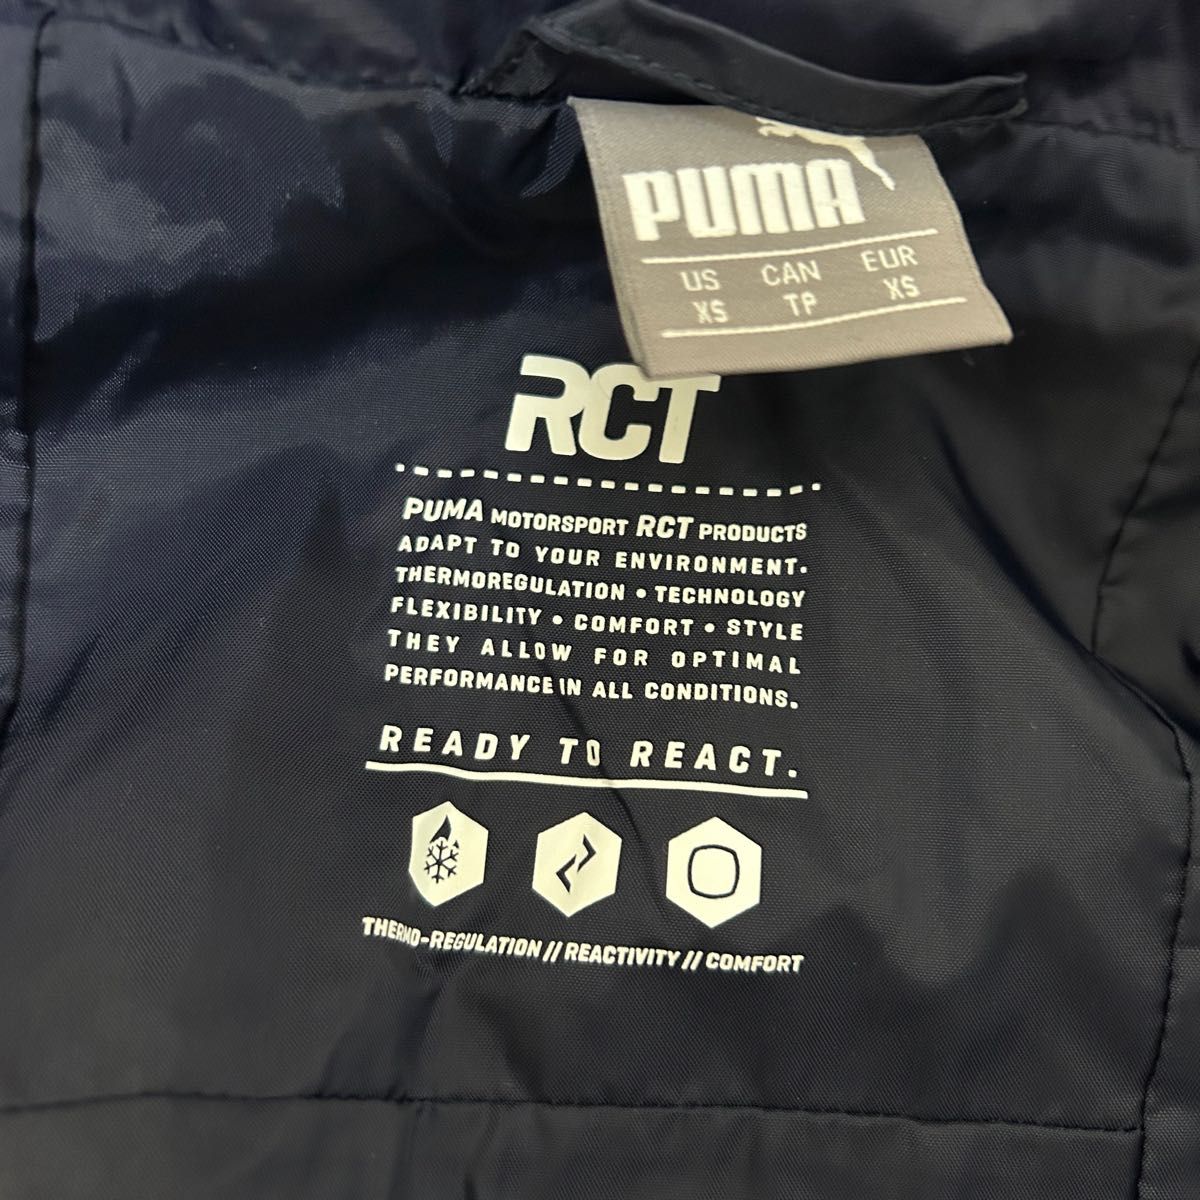 PUMA
US CAN EUR
XS TP XS
RCT
PUMA MOTORSPORT RCT PRODUCTS
ADAPT TO YOUR ENVIRONMENT.
THERMOREGULATION • TECHNOLOGY
FLEXIBILITY • COMFORT • STYLE
THEY ALLOW FOR OPTIMAL
PERFORMANCE IN ALL CONDITIONS.
READY TO REACT.
THERMO-REGULATION // REACTIVITY // COMFORT